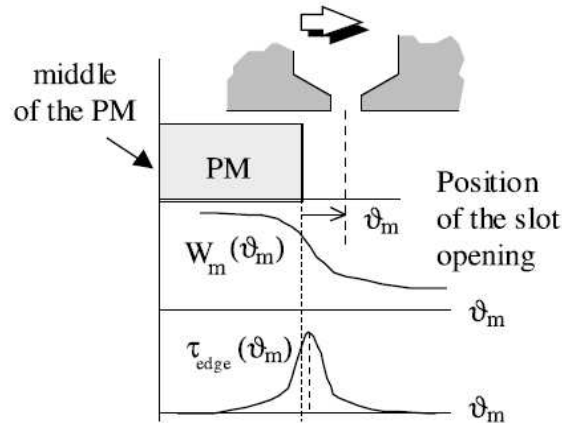 middle
of the PM
PM
ϑm
Position
of the slot
opening
Wm(ϑm)
ϑm
τedge(ϑm)
ϑm